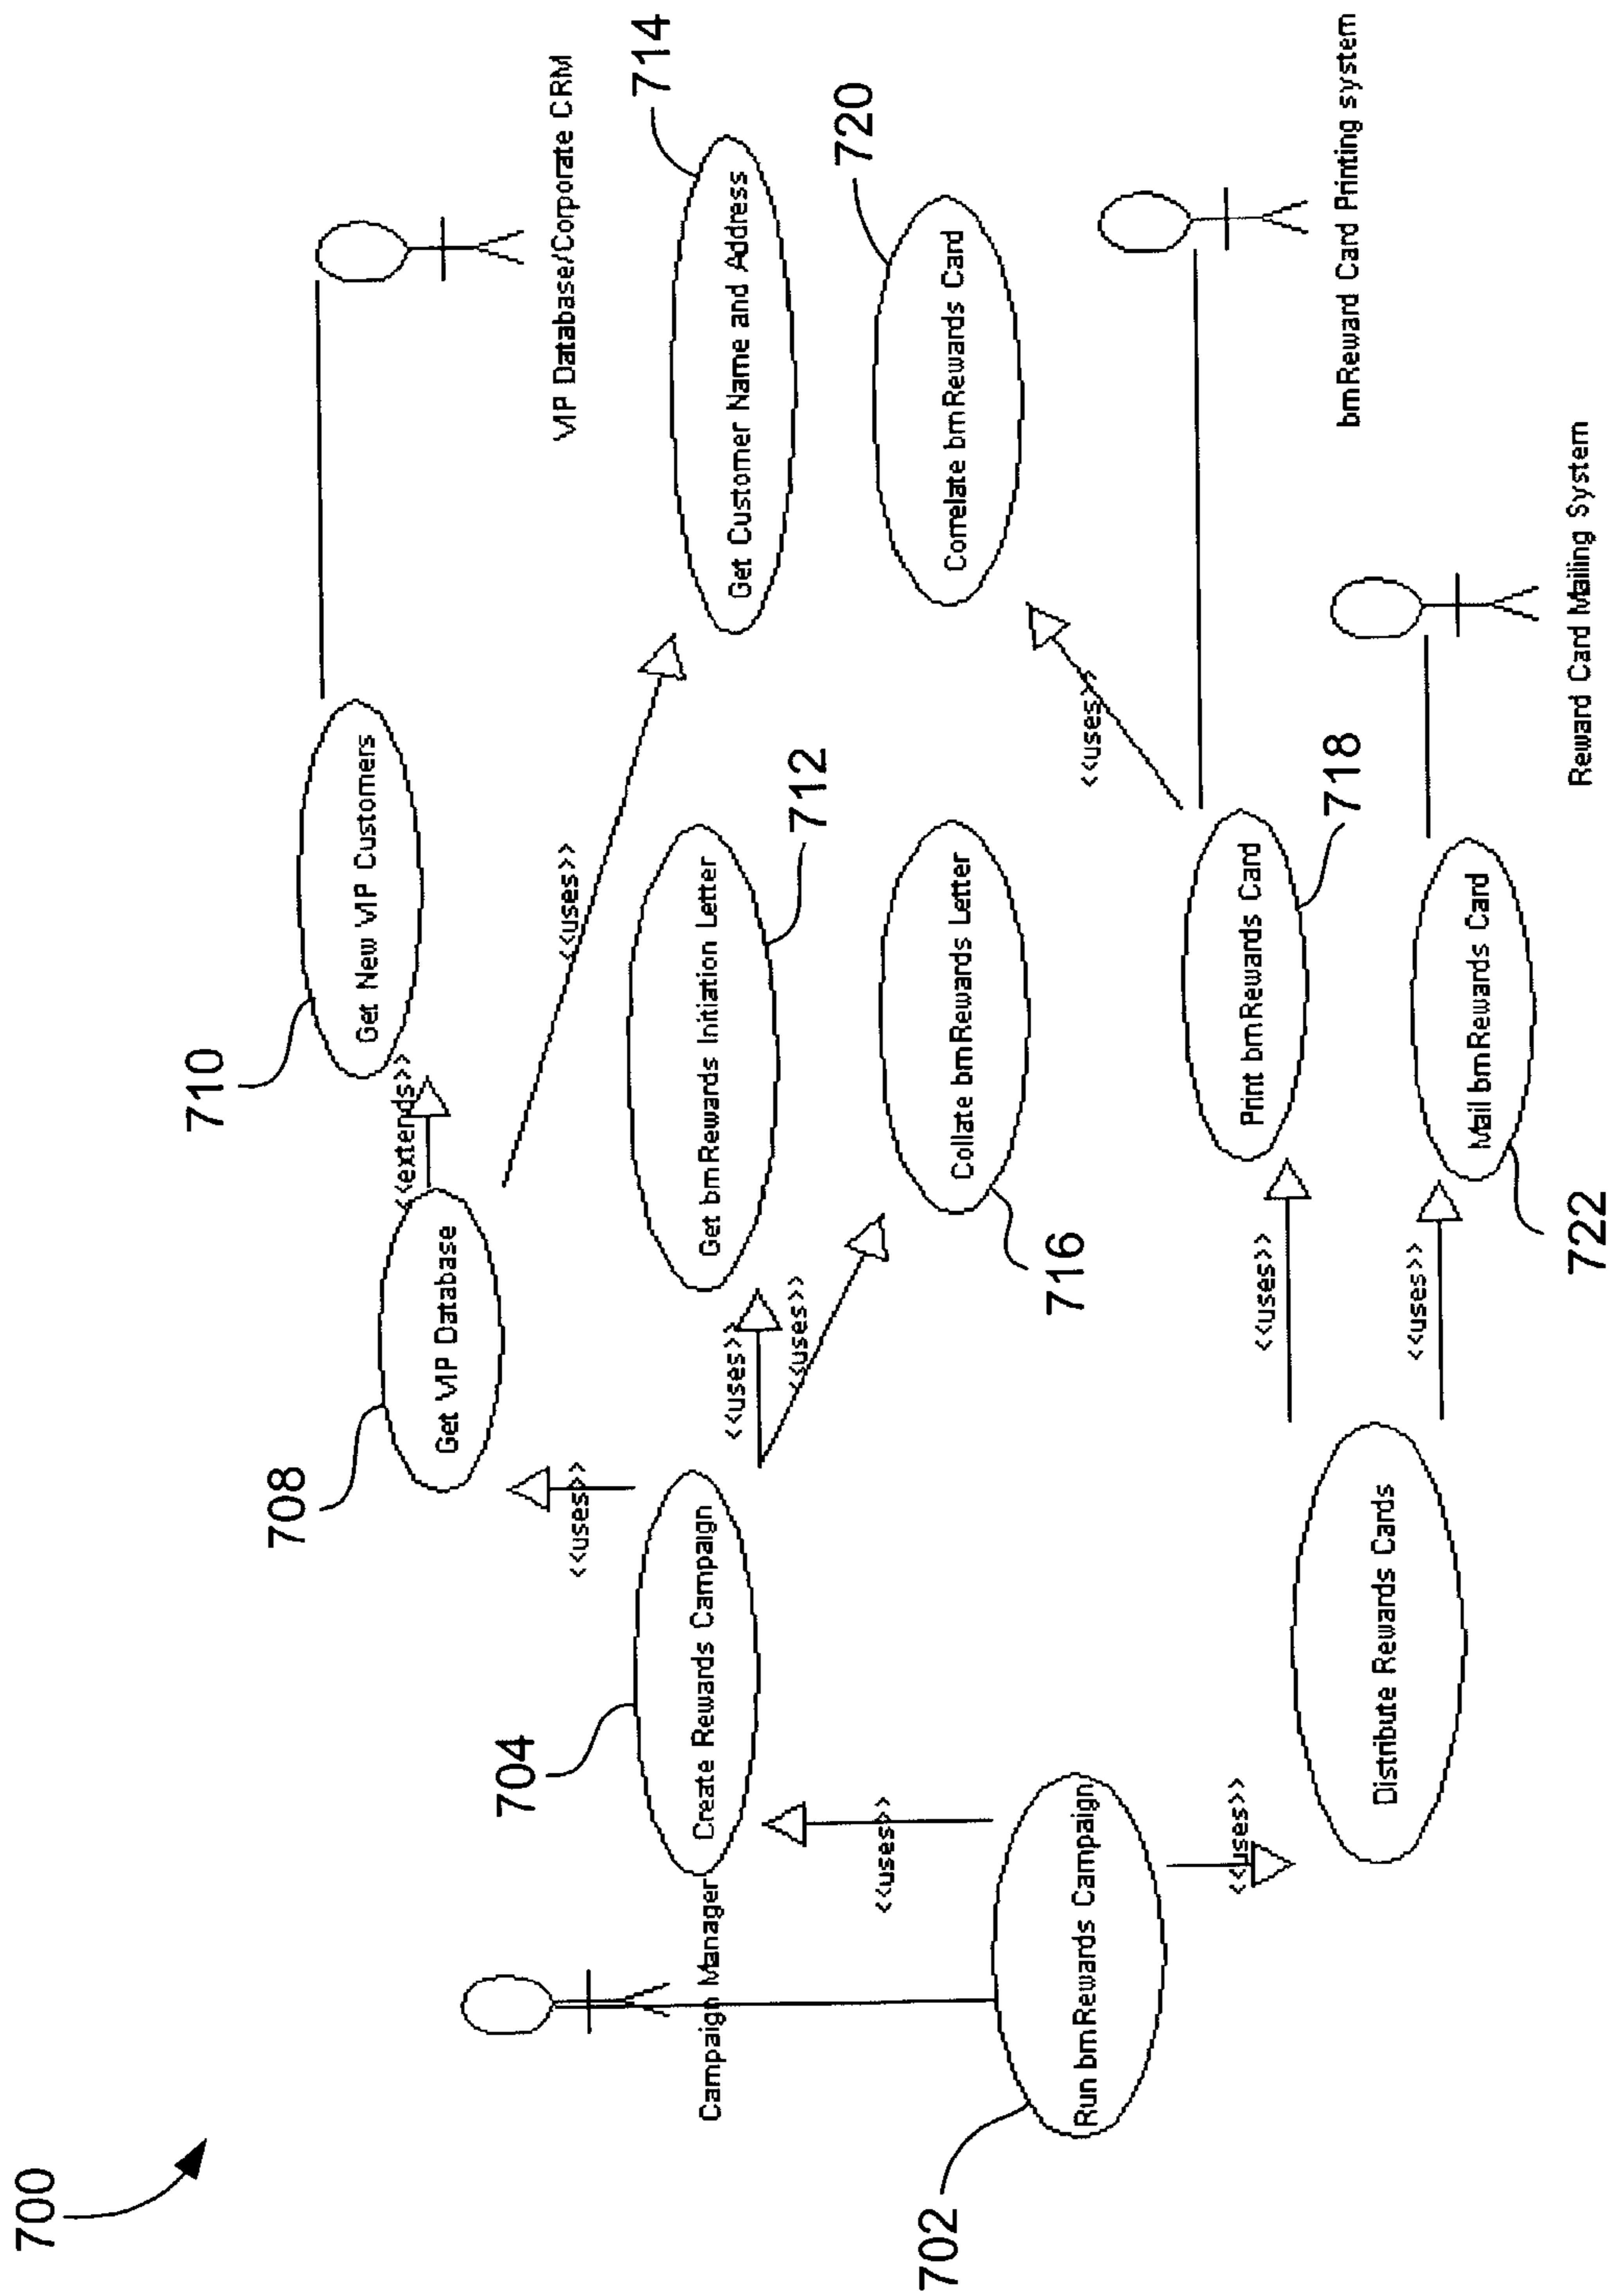 700
710
708
Get New VIP Customers
<<extends>>
Get VIP Database
704
<<uses>>
<<uses>>
VIP Database/Corporate CRM
714
Campaign Manager
Create Rewards Campaign
<<uses>>
Get bmRewards Initiation Letter
Get Customer Name and Address
<<uses>>
712
720
<<uses>>
702
Collate bmRewards Letter
Correlate bmRewards Card
716
Run bmRewards Campaign
<<uses>>
<<uses>>
<<uses>>
Print bmRewards Card
718
bmReward Card Printing system
Distribute Rewards Cards
<<uses>>
Mail bmRewards Card
722
Reward Card Mailing System